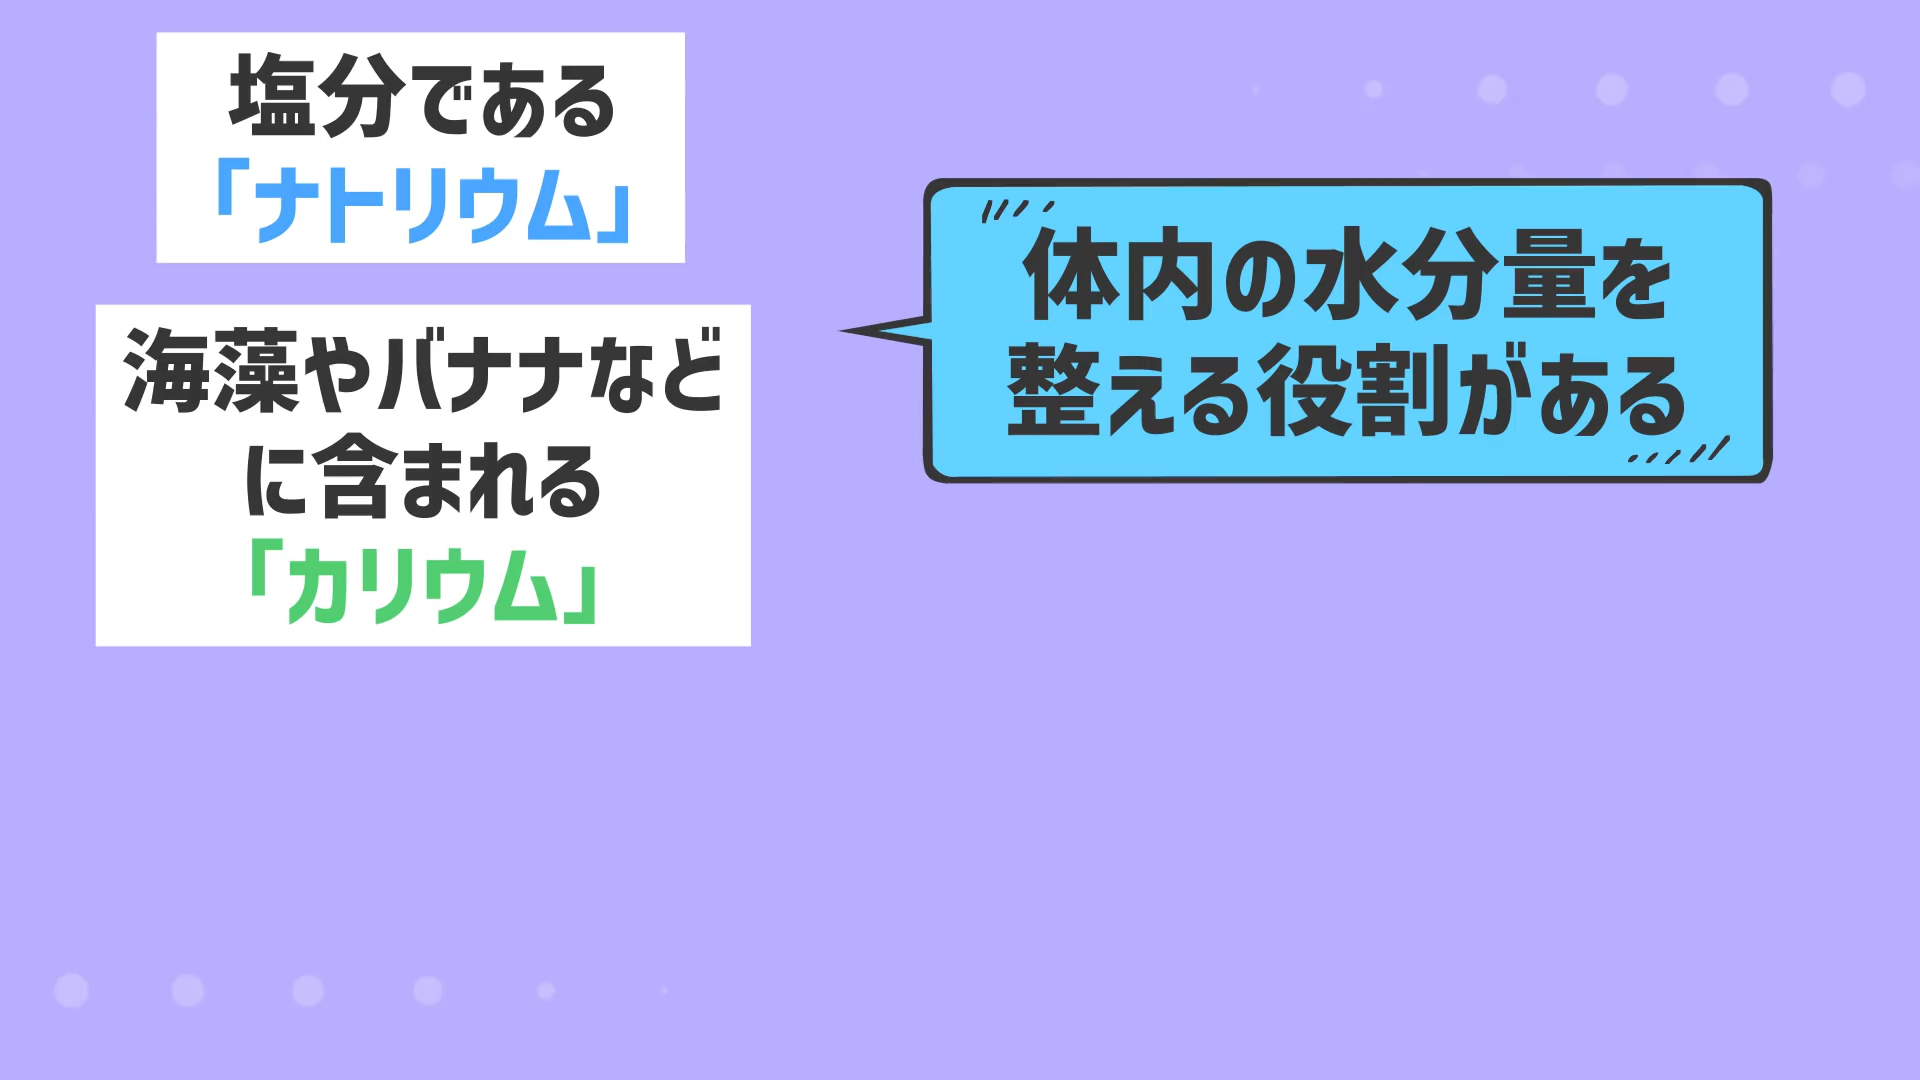 塩分である
「ナトリウム」
海藻やバナナなど
に含まれる
「カリウム」
体内の水分量を
整える役割がある